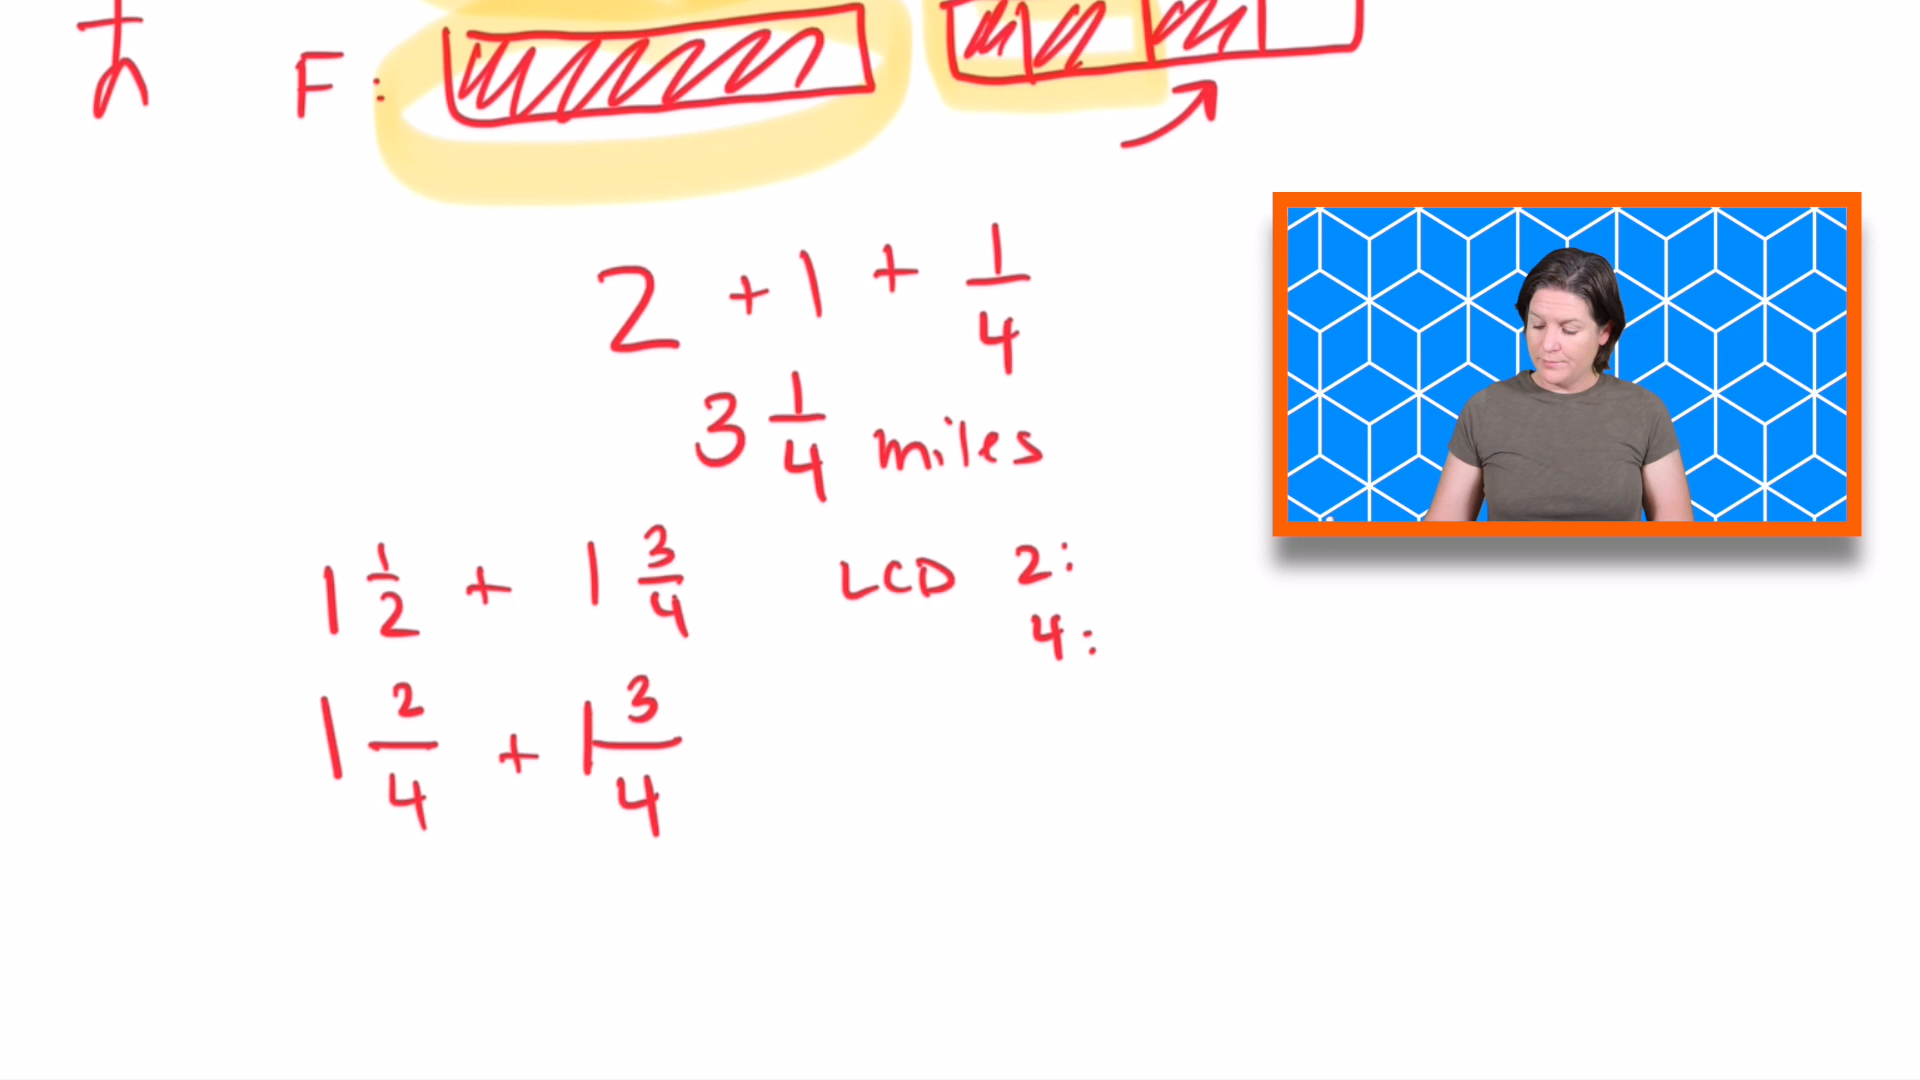 F:
2 + 1 + 1/4
3 1/4 miles
1 1/2 + 1 3/4 LCD 2:
4:
1 2/4 + 1 3/4